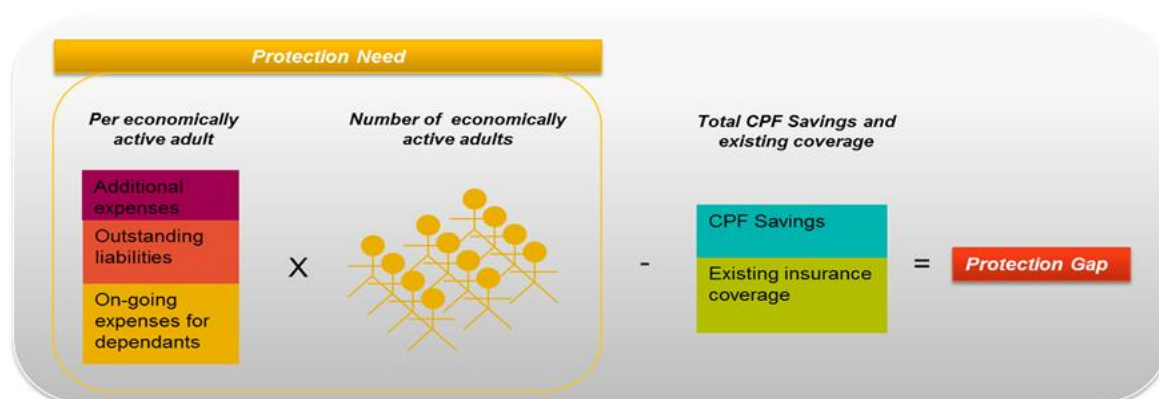 Protection Need
Per economically
active adult
Number of economically
active adults
Total CPF Savings and
existing coverage
Additional
expenses
Outstanding
liabilities
On-going
expenses for
dependants
X
-
CPF Savings
Existing insurance
coverage
=
Protection Gap